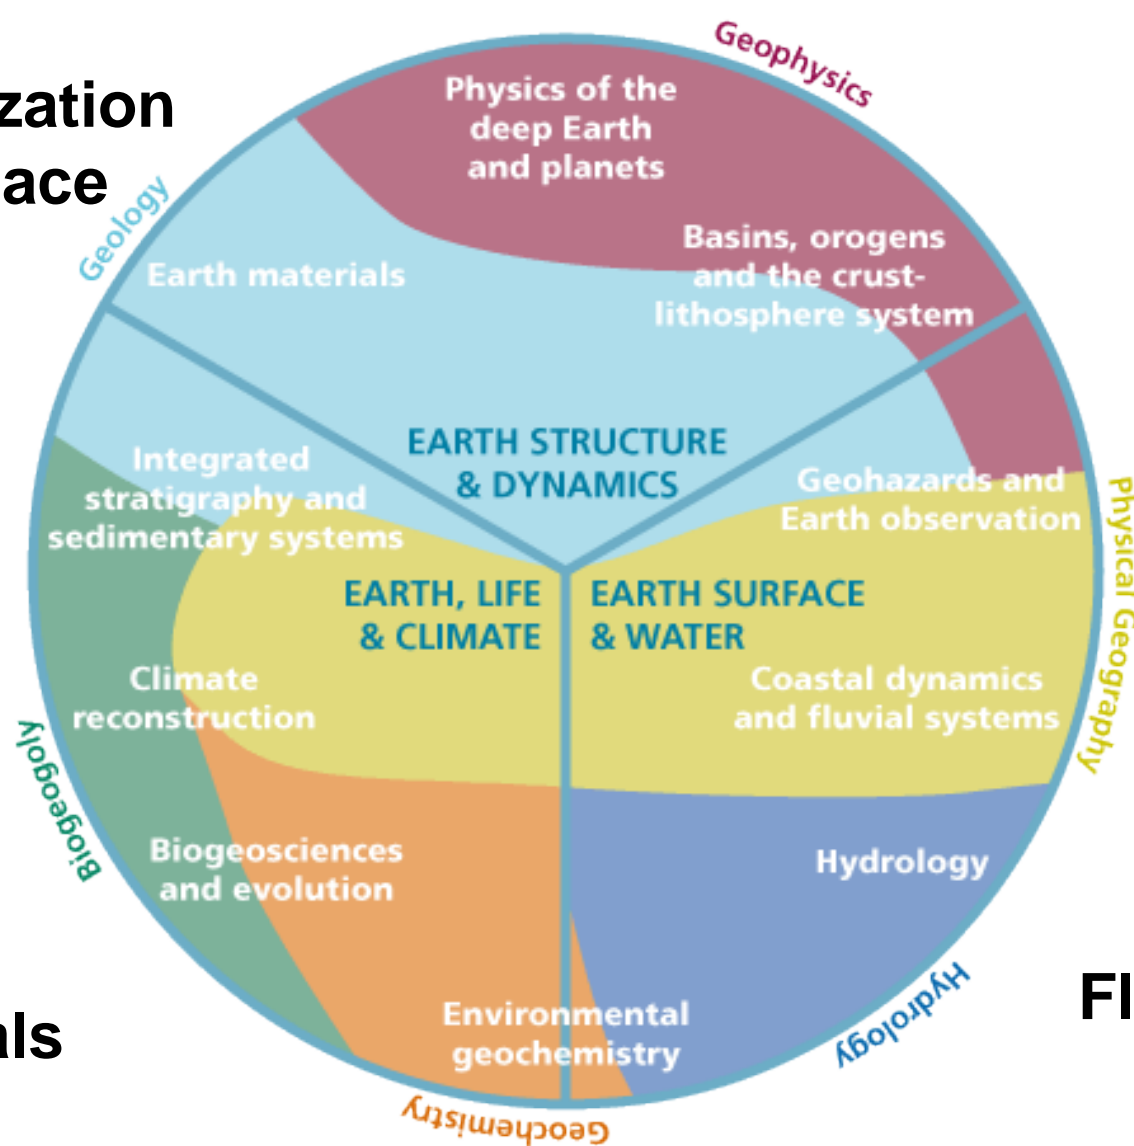 Geophysics
Physics of the
deep Earth
and planets
zation
ace
Geology
Basins, orogens
and the crust-
lithosphere system
Earth materials
EARTH STRUCTURE
& DYNAMICS
Integrated
stratigraphy and
sedimentary systems
Geohazards and
Earth observation
Physical Geography
EARTH, LIFE
& CLIMATE
EARTH SURFACE
& WATER
Climate
reconstruction
Coastal dynamics
and fluvial systems
Biogeogoly
Biogeosciences
and evolution
Hydrology
Hydrology
Fl
als
Environmental
geochemistry
Geochemistry